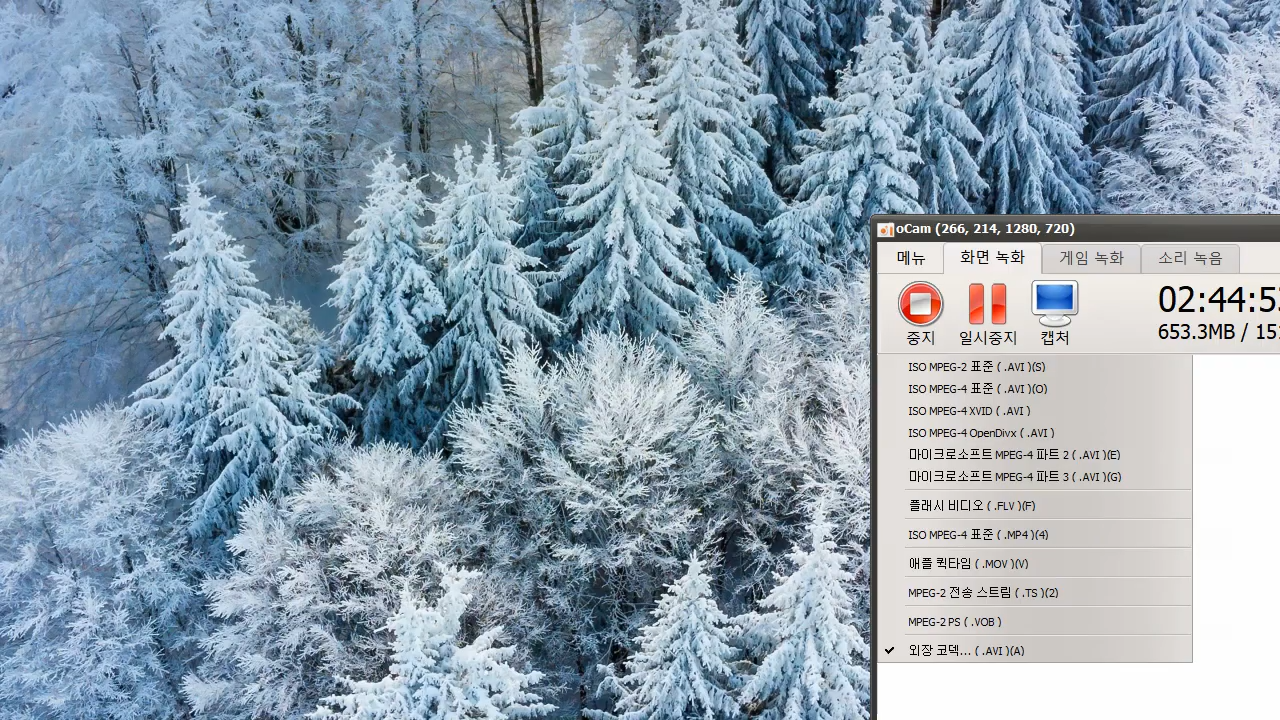 oCam (266, 214, 1280, 720)
메뉴 화면 녹화 게임 녹화 소리 녹음
02:44:5
653.3MB / 15
중지 일시중지 캡처
ISO MPEG-2 표준 ( .AVI )(S)
ISO MPEG-4 표준 ( .AVI )(O)
ISO MPEG-4 XVID ( .AVI )
ISO MPEG-4 OpenDivx ( .AVI )
마이크로소프트 MPEG-4 파트 2 ( .AVI )(E)
마이크로소프트 MPEG-4 파트 3 ( .AVI )(G)
플래시 비디오 ( .FLV )(F)
ISO MPEG-4 표준 ( .MP4 )(4)
애플 퀵타임 ( .MOV )(V)
MPEG-2 전송 스트림 ( .TS )(2)
MPEG-2 PS ( .VOB )
외장 코덱... ( .AVI )(A)